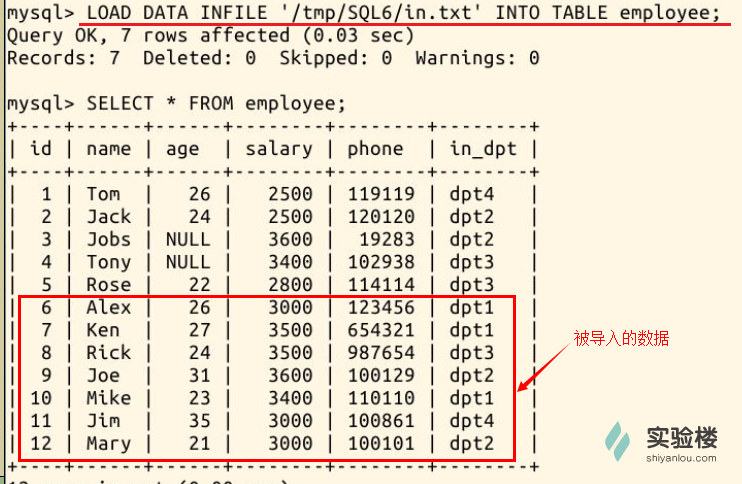 mysql> LOAD DATA INFILE '/tmp/SQL6/in.txt' INTO TABLE employee;
Query OK, 7 rows affected (0.03 sec)
Records: 7  Deleted: 0  Skipped: 0  Warnings: 0
mysql> SELECT * FROM employee;
+----+------+------+--------+--------+--------+
| id | name | age  | salary | phone  | in_dpt |
+----+------+------+--------+--------+--------+
|  1 | Tom  |   26 |   2500 | 119119 | dpt4   |
|  2 | Jack |   24 |   2500 | 120120 | dpt2   |
|  3 | Jobs | NULL |   3600 |  19283 | dpt2   |
|  4 | Tony | NULL |   3400 | 102938 | dpt3   |
|  5 | Rose |   22 |   2800 | 114114 | dpt3   |
|  6 | Alex |   26 |   3000 | 123456 | dpt1   |
|  7 | Ken  |   27 |   3500 | 654321 | dpt1   |
|  8 | Rick |   24 |   3500 | 987654 | dpt3   |
|  9 | Joe  |   31 |   3600 | 100129 | dpt2   |
| 10 | Mike |   23 |   3400 | 110110 | dpt1   |
| 11 | Jim  |   35 |   3000 | 100861 | dpt4   |
| 12 | Mary |   21 |   3000 | 100101 | dpt2   |
+----+------+------+--------+--------+--------+
被导入的数据
实验楼
shiyanlou.com